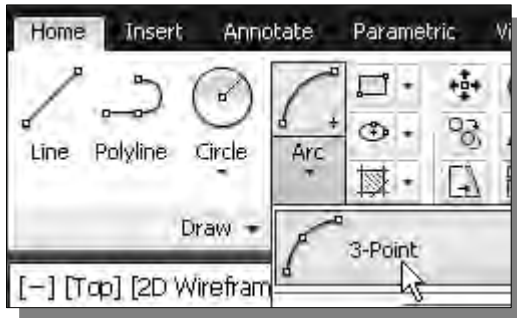 Home Insert Annotate Parametric
Line Polyline Circle Arc
Draw
3-Point
[−] [Top] [2D Wirefram